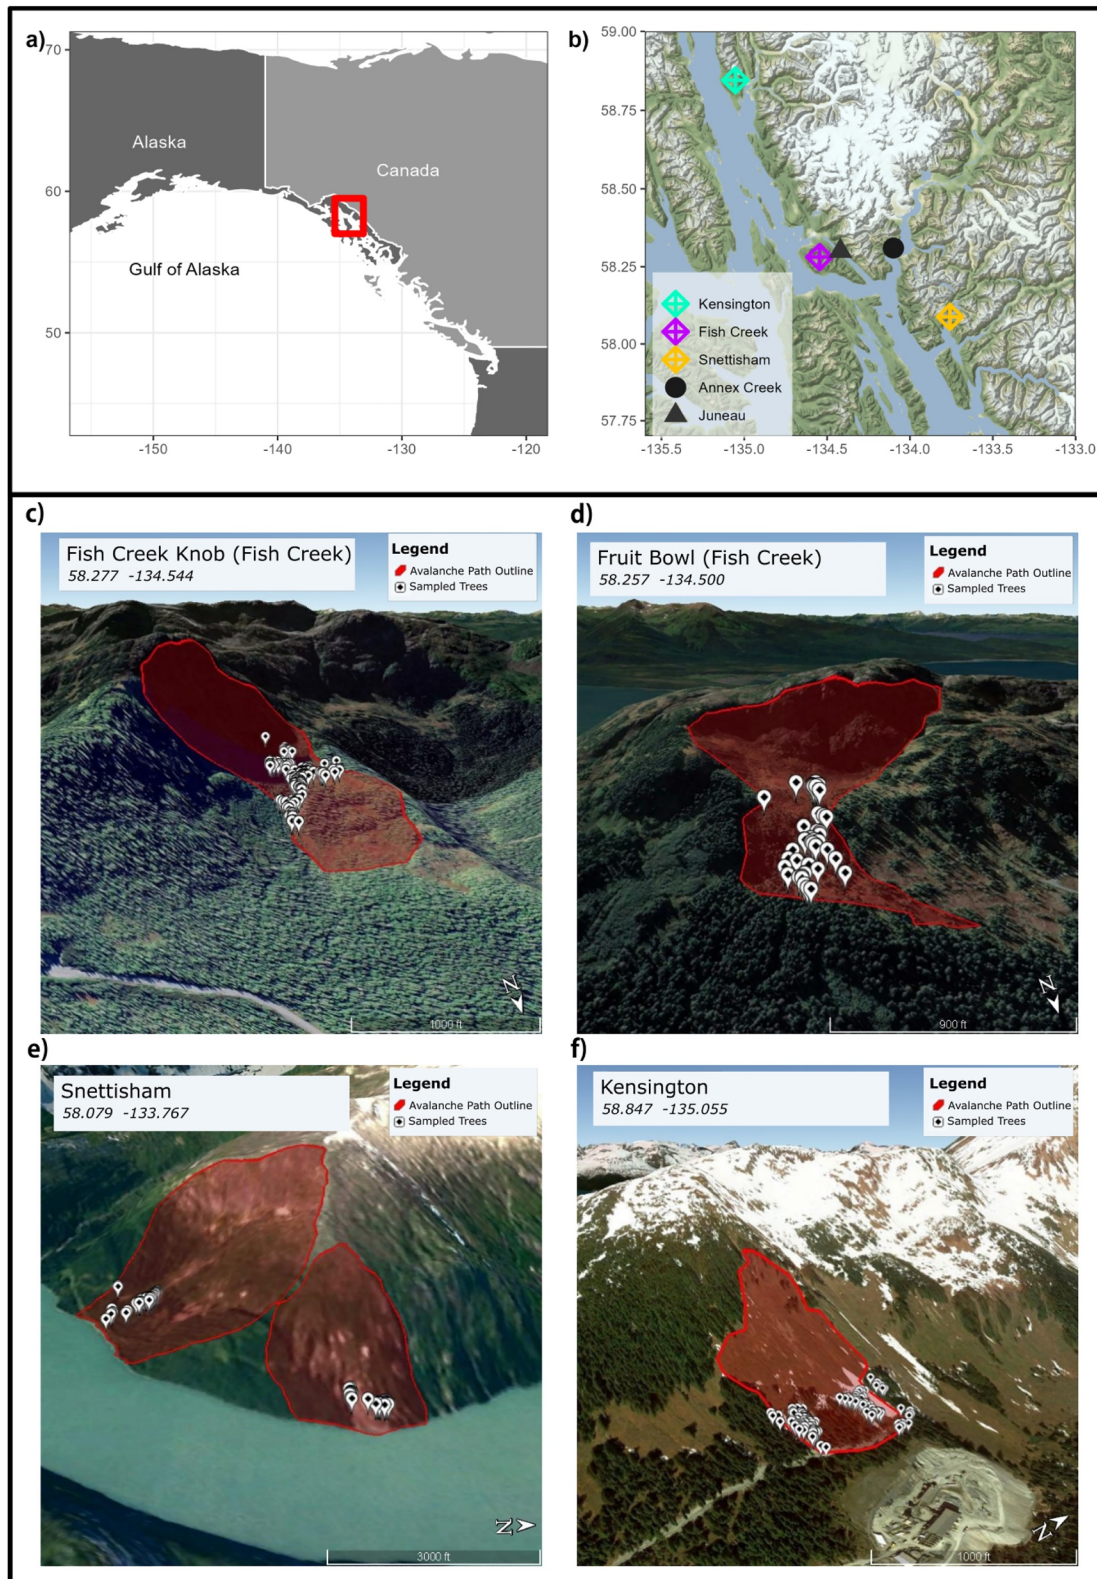 a)
70
60
50
Alaska
Canada
Gulf of Alaska
-150
-140
-130
-120
b)
59.00
58.75
58.50
58.25
58.00
57.75
Kensington
Fish Creek
Snettisham
Annex Creek
Juneau
-135.5
-135.0
-134.5
-134.0
-133.5
-133.0
c)
Fish Creek Knob (Fish Creek)
58.277 -134.544
Legend
Avalanche Path Outline
Sampled Trees
N
1000 ft
d)
Fruit Bowl (Fish Creek)
58.257 -134.500
Legend
Avalanche Path Outline
Sampled Trees
N
900 ft
e)
Snettisham
58.079 -133.767
Legend
Avalanche Path Outline
Sampled Trees
N
3000 ft
f)
Kensington
58.847 -135.055
Legend
Avalanche Path Outline
Sampled Trees
N
1000 ft